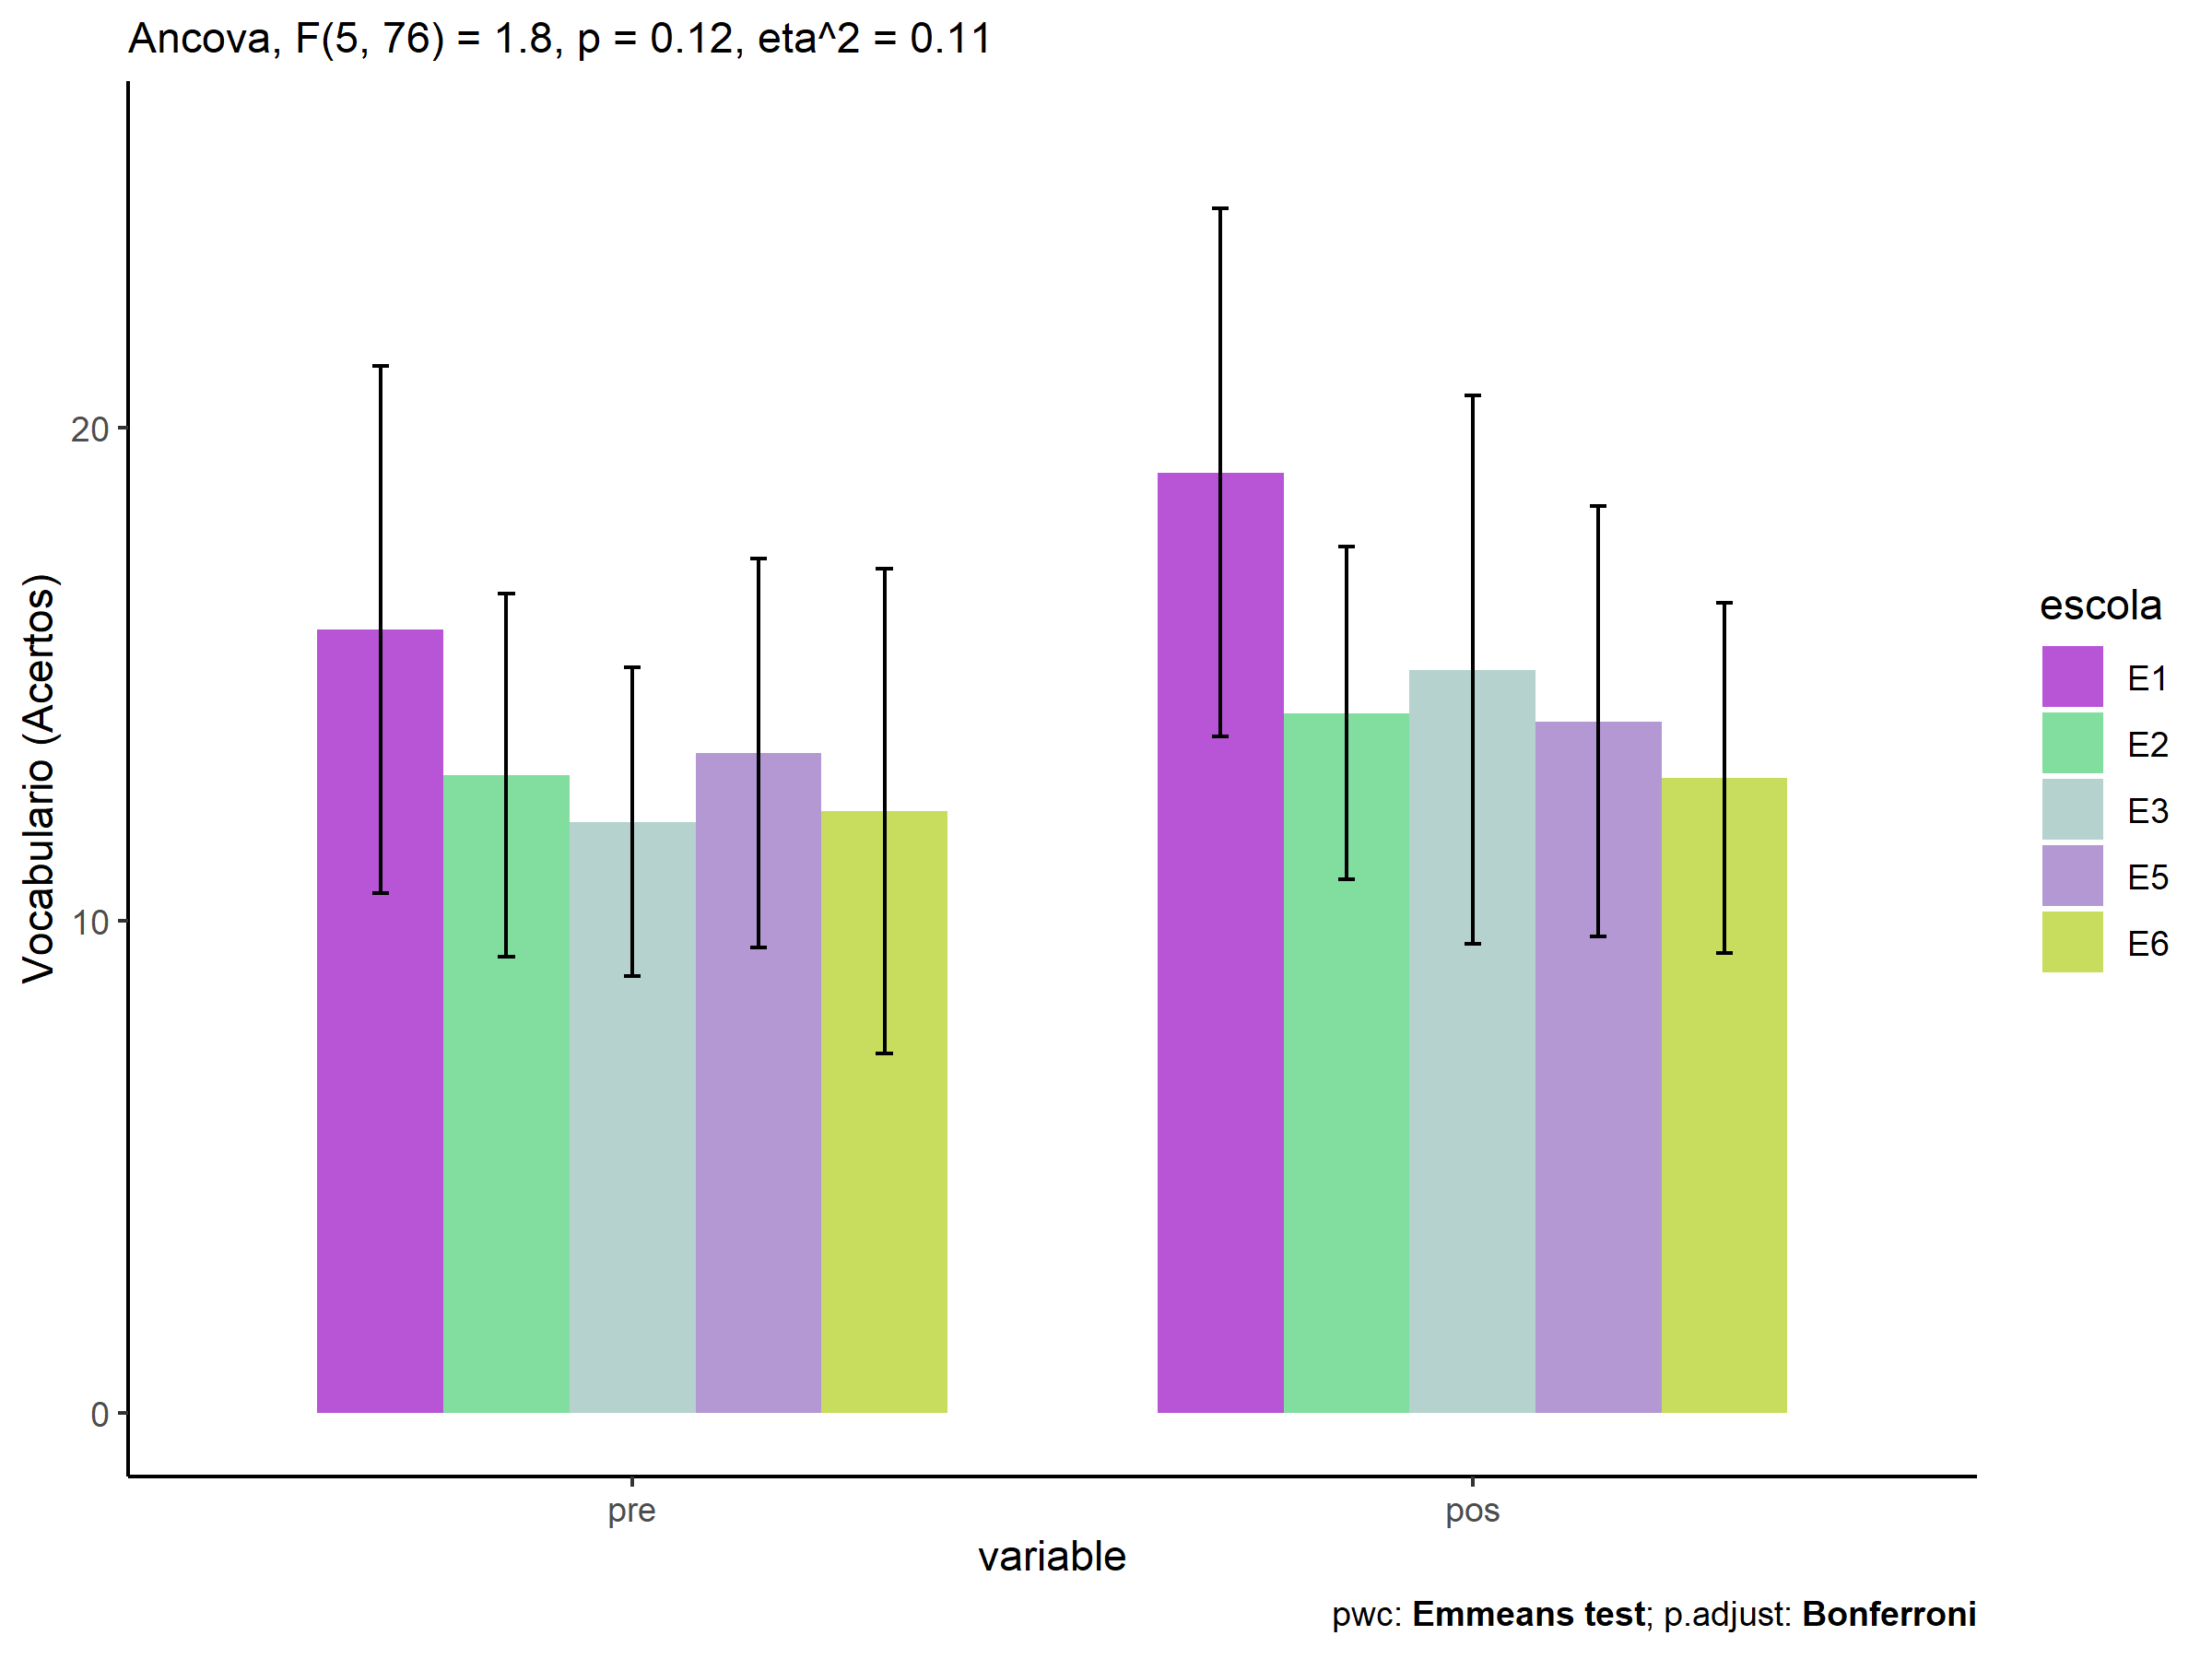 Ancova, F(5, 76) = 1.8, p = 0.12, eta^2 = 0.11
Vocabulario (Acertos)
20
10
0
pre
pos
variable
escola
E1
E2
E3
E5
E6
pwc: Emmeans test; p.adjust: Bonferroni